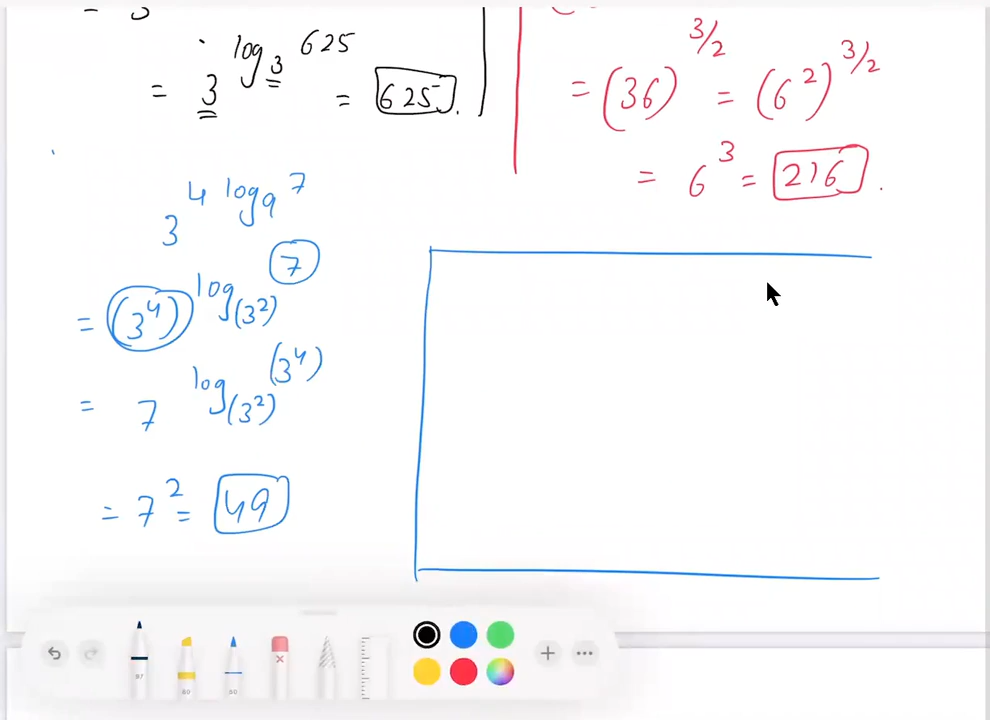 = 3^{log_3 625} = 625.
= (36)^{3/2} = (6^2)^{3/2}
= 6^3 = 216.
3^{4 log_9 7}
= (3^4)^{log_{(3^2)} 7}
= 7^{log_{(3^2)} (3^4)}
= 7^2 = 49